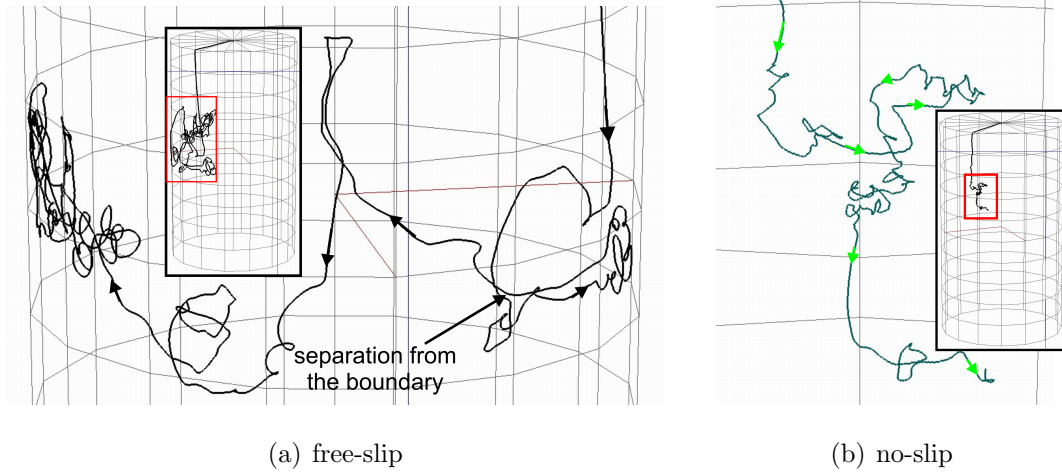 separation from
the boundary
(a) free-slip
(b) no-slip